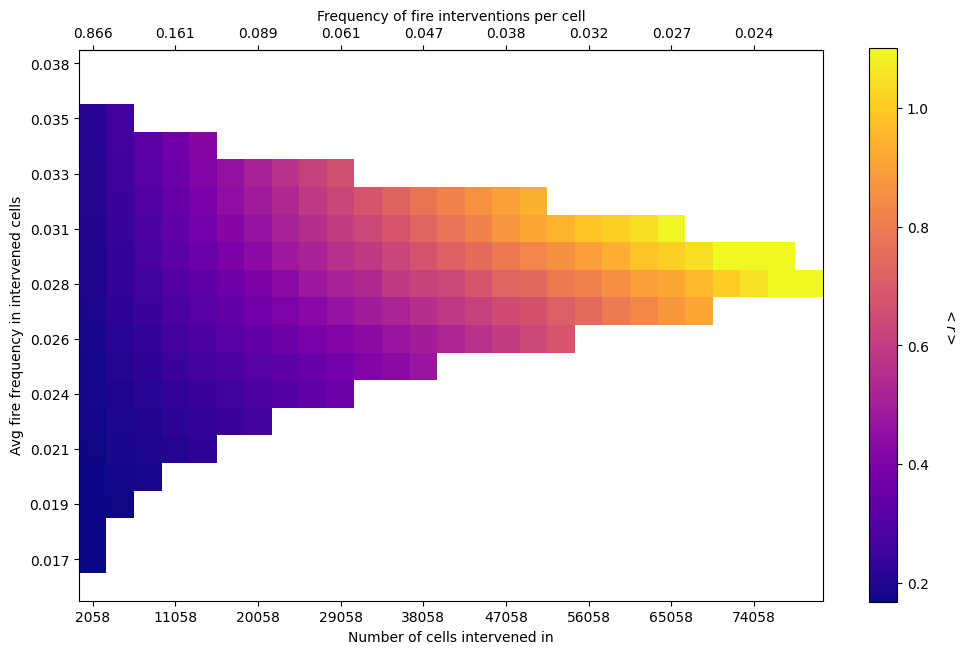 Frequency of fire interventions per cell
0.866 0.161 0.089 0.061 0.047 0.038 0.032 0.027 0.024
Avg fire frequency in intervened cells
0.038
0.035
0.033
0.031
0.028
0.026
0.024
0.021
0.019
0.017
2058 11058 20058 29058 38058 47058 56058 65058 74058
Number of cells intervened in
1.0
0.8
0.6
0.4
0.2
< r >